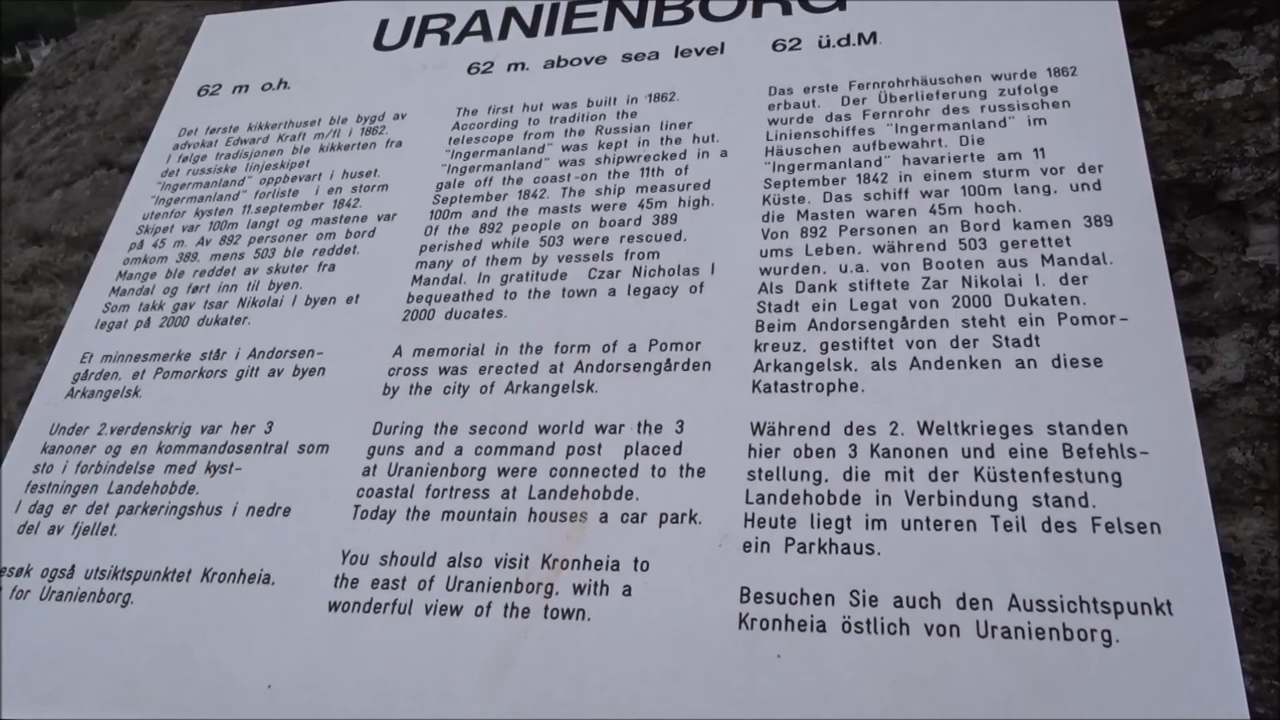 URANIENBORG
62 m o.h.
Det første kikkerthuset ble bygd av
advokat Edward Kraft m/fl i 1862.
I følge tradisjonen ble kikkerten fra
det russiske linjeskipet
"Ingermanland" oppbevart i huset.
"Ingermanland" forliste i en storm
utenfor kysten 11.september 1842.
Skipet var 100m langt og mastene var
på 45 m. Av 892 personer om bord
omkom 389, mens 503 ble reddet.
Mange ble reddet av skuter fra
Mandal og ført inn til byen.
Som takk gav tsar Nikolai I byen et
legat på 2000 dukater.
Et minnesmerke står i Andorsen-
gården, et Pomorkors gitt av byen
Arkangelsk.
Under 2.verdenskrig var her 3
kanoner og en kommandosentral som
sto i forbindelse med kyst-
festningen Landehobde.
I dag er det parkeringshus i nedre
del av fjellet.
esøk også utsiktspunktet Kronheia,
for Uranienborg.
62 m. above sea level
The first hut was built in 1862.
According to tradition the
telescope from the Russian liner
"Ingermanland" was kept in the hut.
"Ingermanland" was shipwrecked in a
gale off the coast-on the 11th of
September 1842. The ship measured
100m and the masts were 45m high.
Of the 892 people on board 389
perished while 503 were rescued,
many of them by vessels from
Mandal. In gratitude Czar Nicholas I
bequeathed to the town a legacy of
2000 ducates.
A memorial in the form of a Pomor
cross was erected at Andorsengården
by the city of Arkangelsk.
During the second world war the 3
guns and a command post placed
at Uranienborg were connected to the
coastal fortress at Landehobde.
Today the mountain houses a car park.
You should also visit Kronheia to
the east of Uranienborg, with a
wonderful view of the town.
62 ü.d.M.
Das erste Fernrohrhäuschen wurde 1862
erbaut. Der Überlieferung zufolge
wurde das Fernrohr des russischen
Linienschiffes "Ingermanland" im
Häuschen aufbewahrt. Die
"Ingermanland" havarierte am 11
September 1842 in einem sturm vor der
Küste. Das schiff war 100m lang, und
die Masten waren 45m hoch.
Von 892 Personen an Bord kamen 389
ums Leben, während 503 gerettet
wurden, u.a. von Booten aus Mandal.
Als Dank stiftete Zar Nikolai I. der
Stadt ein Legat von 2000 Dukaten.
Beim Andorsengården steht ein Pomor-
kreuz, gestiftet von der Stadt
Arkangelsk, als Andenken an diese
Katastrophe.
Während des 2. Weltkrieges standen
hier oben 3 Kanonen und eine Befehls-
stellung, die mit der Küstenfestung
Landehobde in Verbindung stand.
Heute liegt im unteren Teil des Felsen
ein Parkhaus.
Besuchen Sie auch den Aussichtspunkt
Kronheia östlich von Uranienborg.